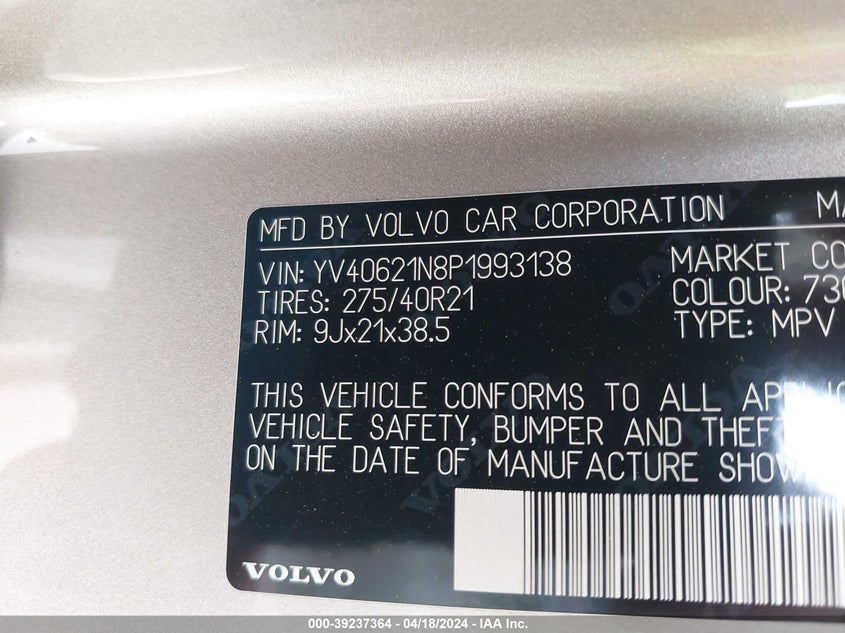 MFD BY VOLVO CAR CORPORATION
VIN: YV40621N8P1993138 MARKET
TIRES: 275/40R21 COLOUR:
RIM: 9Jx21x38.5 TYPE: MPV
THIS VEHICLE CONFORMS TO ALL
VEHICLE SAFETY, BUMPER AND THEFT
ON THE DATE OF MANUFACTURE
VOLVO
000-39237364 - 04/18/2024 - IAA Inc.